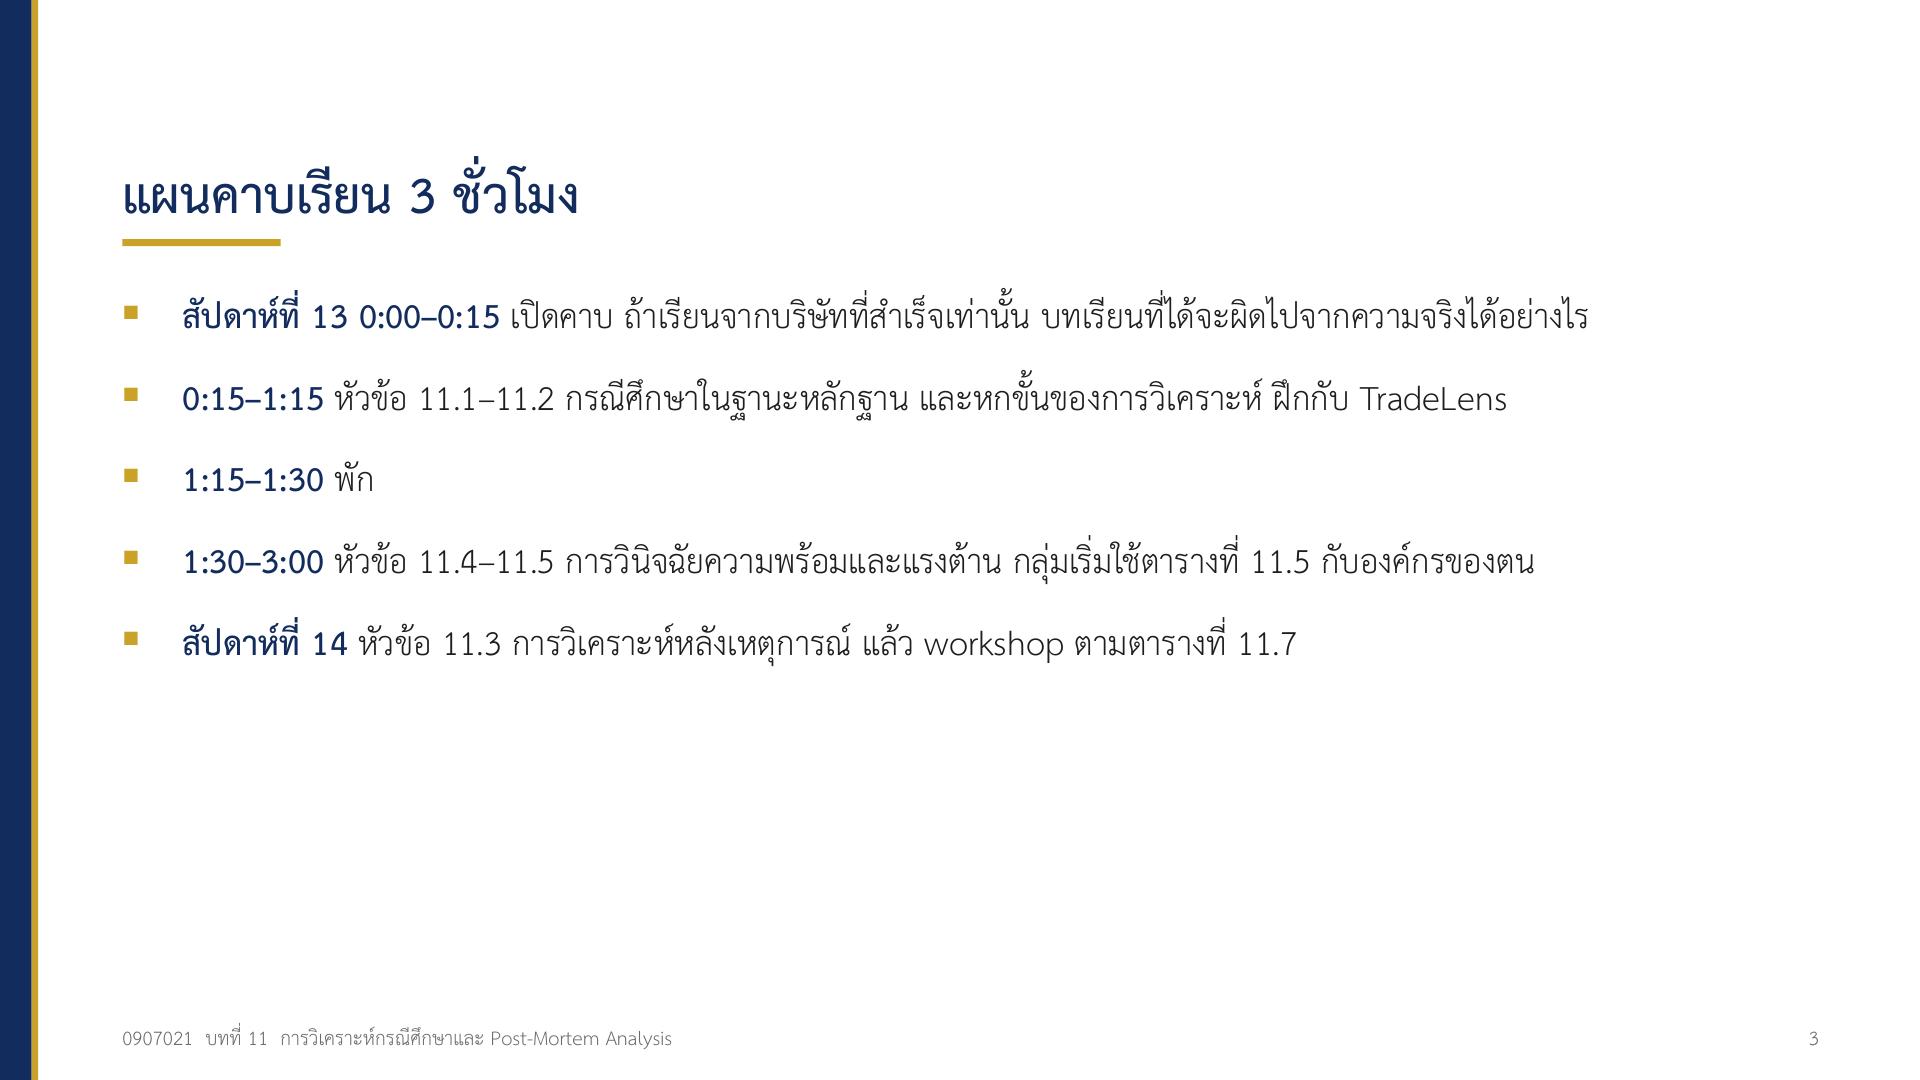 แผนคาบเรียน 3 ชั่วโมง
สัปดาห์ที่ 13 0:00–0:15 เปิดคาบ ถ้าเรียนจากบริษัทที่สำเร็จเท่านั้น บทเรียนที่ได้จะผิดไปจากความจริงได้อย่างไร
0:15–1:15 หัวข้อ 11.1–11.2 กรณีศึกษาในฐานะหลักฐาน และหกขั้นของการวิเคราะห์ ฝึกกับ TradeLens
1:15–1:30 พัก
1:30–3:00 หัวข้อ 11.4–11.5 การวินิจฉัยความพร้อมและแรงต้าน กลุ่มเริ่มใช้ตารางที่ 11.5 กับองค์กรของตน
สัปดาห์ที่ 14 หัวข้อ 11.3 การวิเคราะห์หลังเหตุการณ์ แล้ว workshop ตามตารางที่ 11.7
0907021 บทที่ 11 การวิเคราะห์กรณีศึกษาและ Post-Mortem Analysis
3